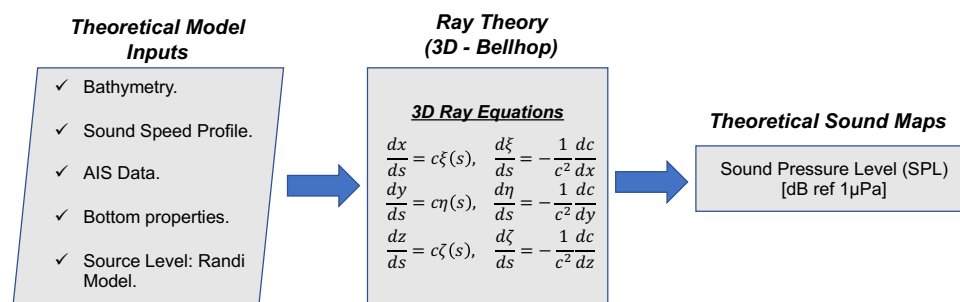 Theoretical Model
Inputs
✓ Bathymetry.
✓ Sound Speed Profile.
✓ AIS Data.
✓ Bottom properties.
✓ Source Level: Randi
Model.
Ray Theory
(3D - Bellhop)
3D Ray Equations
dx/ds = cξ(s), dξ/ds = −1/c² dc/dx
dy/ds = cη(s), dη/ds = −1/c² dc/dy
dz/ds = cζ(s), dζ/ds = −1/c² dc/dz
Theoretical Sound Maps
Sound Pressure Level (SPL)
[dB ref 1µPa]